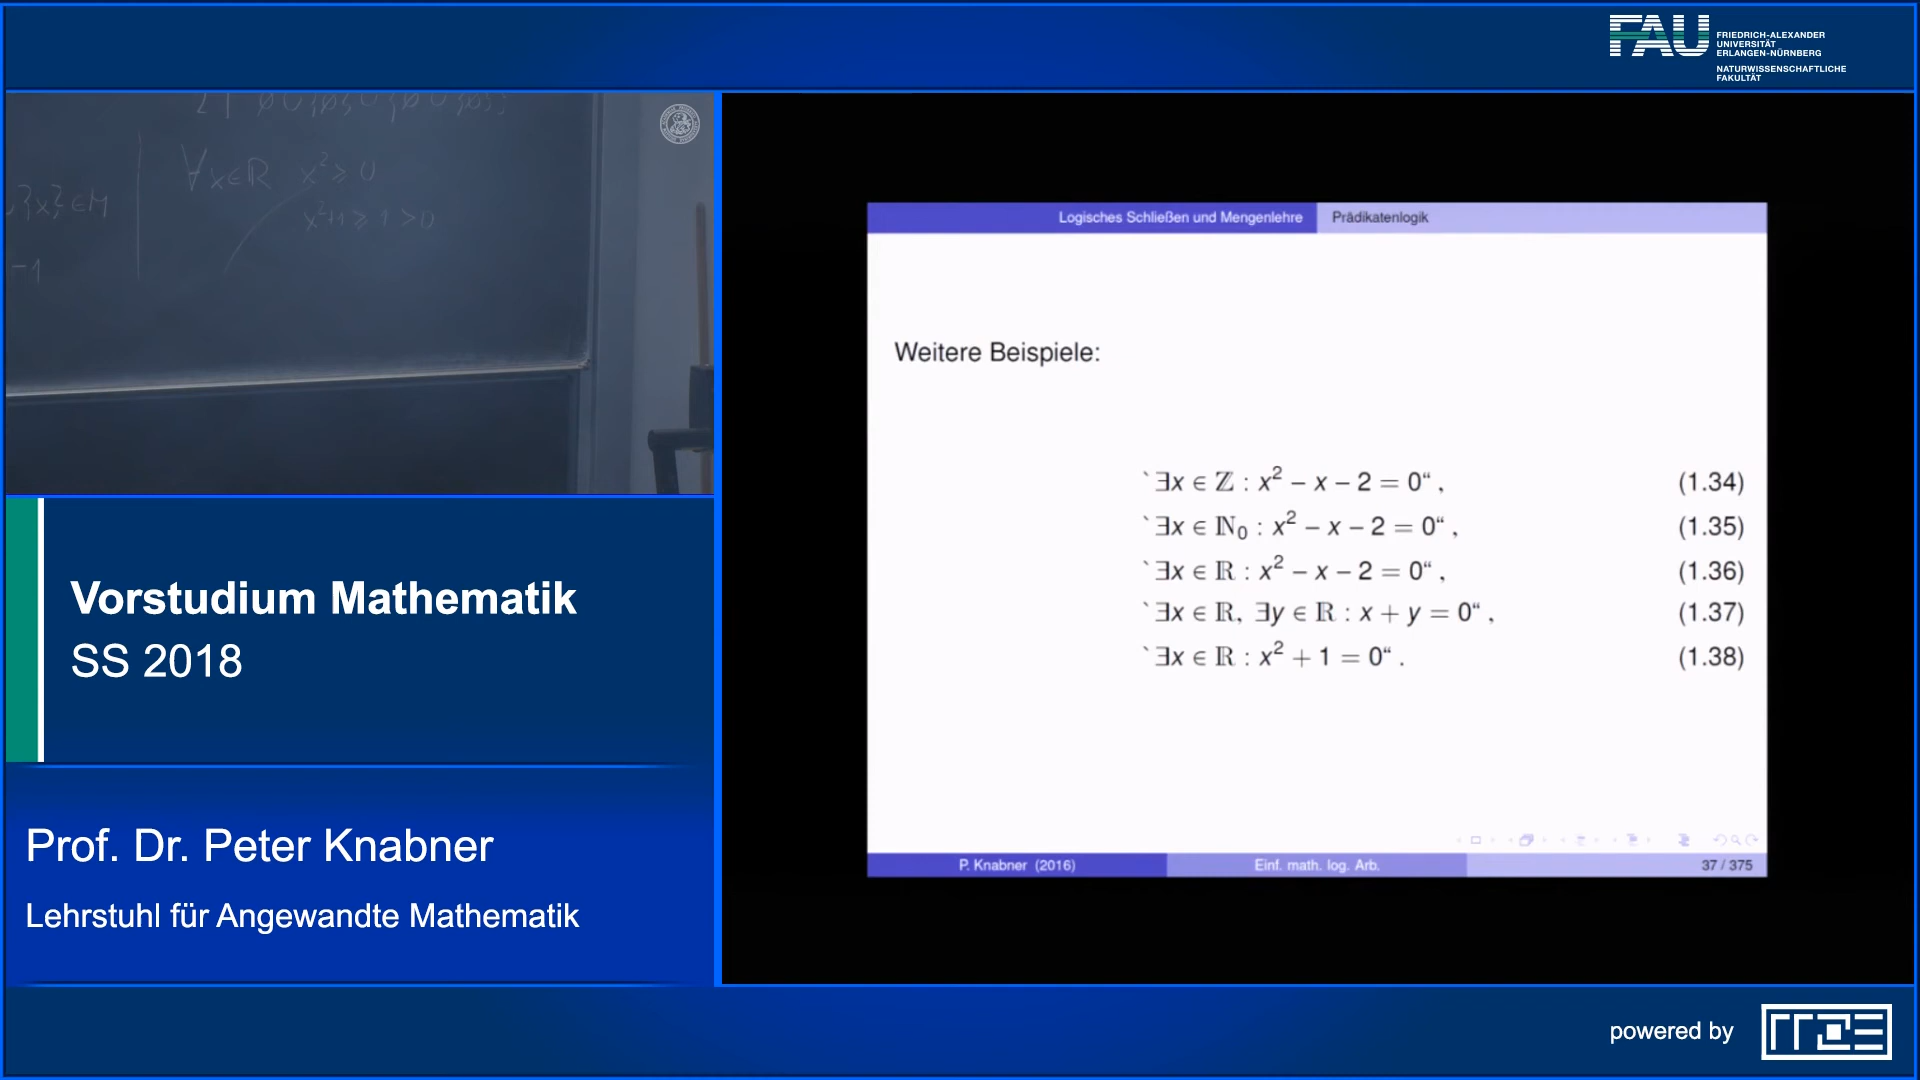 FAU FRIEDRICH-ALEXANDER
UNIVERSITÄT
ERLANGEN-NÜRNBERG
NATURWISSENSCHAFTLICHE
FAKULTÄT
∀x∈ℝ x² ≥ 0
x²+1 ≥ 1 > 0
{x} ∈ M
-1
Vorstudium Mathematik
SS 2018
Prof. Dr. Peter Knabner
Lehrstuhl für Angewandte Mathematik
Logisches Schließen und Mengenlehre Prädikatenlogik
Weitere Beispiele:
`∃x ∈ ℤ : x² − x − 2 = 0“ , (1.34)
`∃x ∈ ℕ₀ : x² − x − 2 = 0“ , (1.35)
`∃x ∈ ℝ : x² − x − 2 = 0“ , (1.36)
`∃x ∈ ℝ, ∃y ∈ ℝ : x + y = 0“ , (1.37)
`∃x ∈ ℝ : x² + 1 = 0“ . (1.38)
P. Knabner (2016) Einf. math. log. Arb. 37 / 375
powered by
rrze